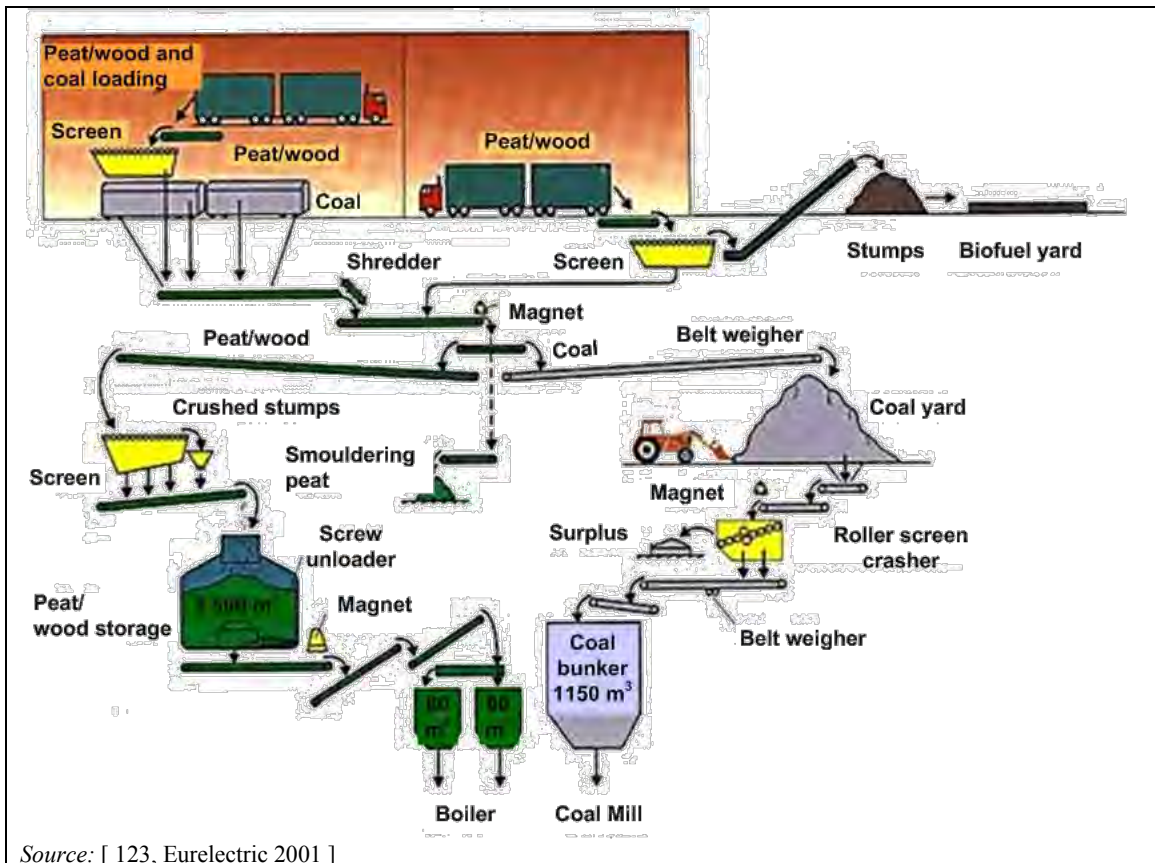 Peat/wood and
coal loading
Screen
Peat/wood
Coal
Peat/wood
Screen
Stumps
Biofuel yard
Shredder
Magnet
Peat/wood
Coal
Belt weigher
Crushed stumps
Coal yard
Screen
Smouldering
peat
Magnet
Surplus
Roller screen
crasher
Screw
unloader
Peat/
wood storage
Magnet
Belt weigher
Coal
bunker
1150 m³
Boiler
Coal Mill
Source: [ 123, Eurelectric 2001 ]